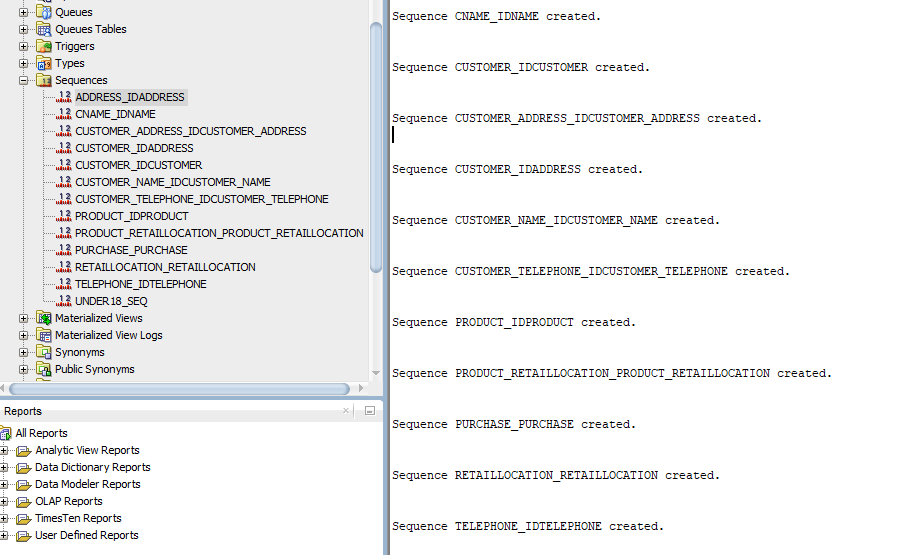 Queues
Queues Tables
Triggers
Types
Sequences
ADDRESS_IDADDRESS
CNAME_IDNAME
CUSTOMER_ADDRESS_IDCUSTOMER_ADDRESS
CUSTOMER_IDADDRESS
CUSTOMER_IDCUSTOMER
CUSTOMER_NAME_IDCUSTOMER_NAME
CUSTOMER_TELEPHONE_IDCUSTOMER_TELEPHONE
PRODUCT_IDPRODUCT
PRODUCT_RETAILLOCATION_PRODUCT_RETAILLOCATION
PURCHASE_PURCHASE
RETAILLOCATION_RETAILLOCATION
TELEPHONE_IDTELEPHONE
UNDER18_SEQ
Materialized Views
Materialized View Logs
Synonyms
Public Synonyms
Reports
All Reports
Analytic View Reports
Data Dictionary Reports
Data Modeler Reports
OLAP Reports
TimesTen Reports
User Defined Reports
Sequence CNAME_IDNAME created.
Sequence CUSTOMER_IDCUSTOMER created.
Sequence CUSTOMER_ADDRESS_IDCUSTOMER_ADDRESS created.
Sequence CUSTOMER_IDADDRESS created.
Sequence CUSTOMER_NAME_IDCUSTOMER_NAME created.
Sequence CUSTOMER_TELEPHONE_IDCUSTOMER_TELEPHONE created.
Sequence PRODUCT_IDPRODUCT created.
Sequence PRODUCT_RETAILLOCATION_PRODUCT_RETAILLOCATION created.
Sequence PURCHASE_PURCHASE created.
Sequence RETAILLOCATION_RETAILLOCATION created.
Sequence TELEPHONE_IDTELEPHONE created.